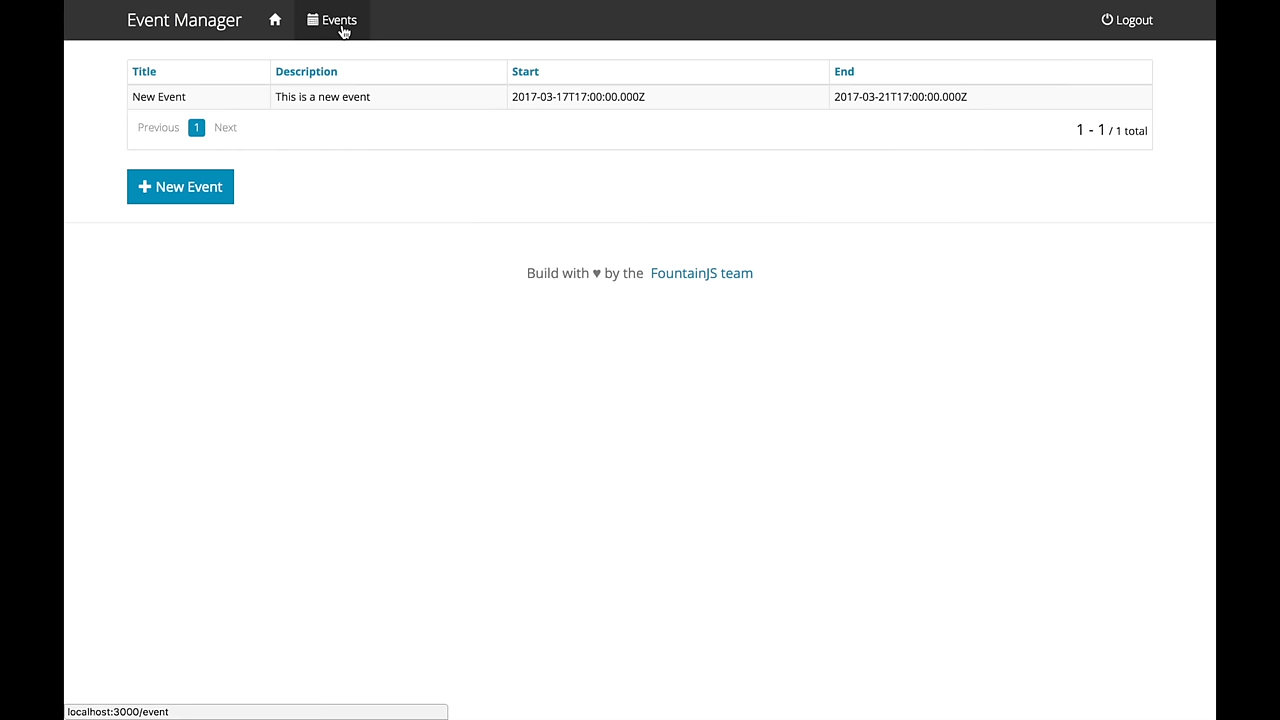 Event Manager Events Logout
Title Description Start End
New Event This is a new event 2017-03-17T17:00:00.000Z 2017-03-21T17:00:00.000Z
Previous 1 Next 1 - 1 / 1 total
New Event
Build with ♥ by the FountainJS team
localhost:3000/event